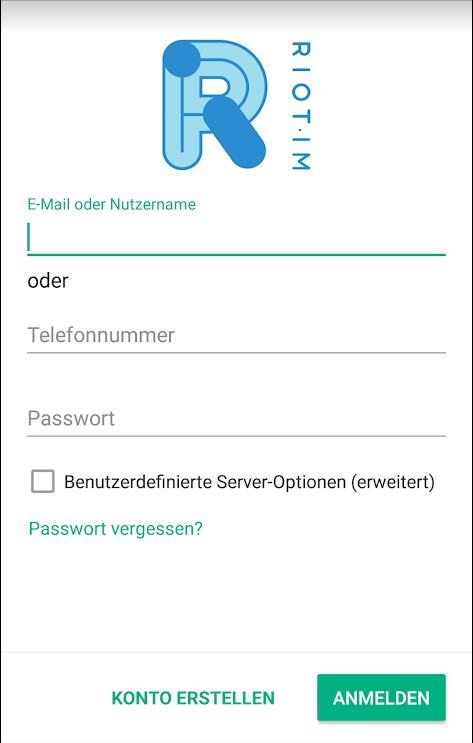 RIOT·IM
E-Mail oder Nutzername
oder
Telefonnummer
Passwort
Benutzerdefinierte Server-Optionen (erweitert)
Passwort vergessen?
KONTO ERSTELLEN
ANMELDEN